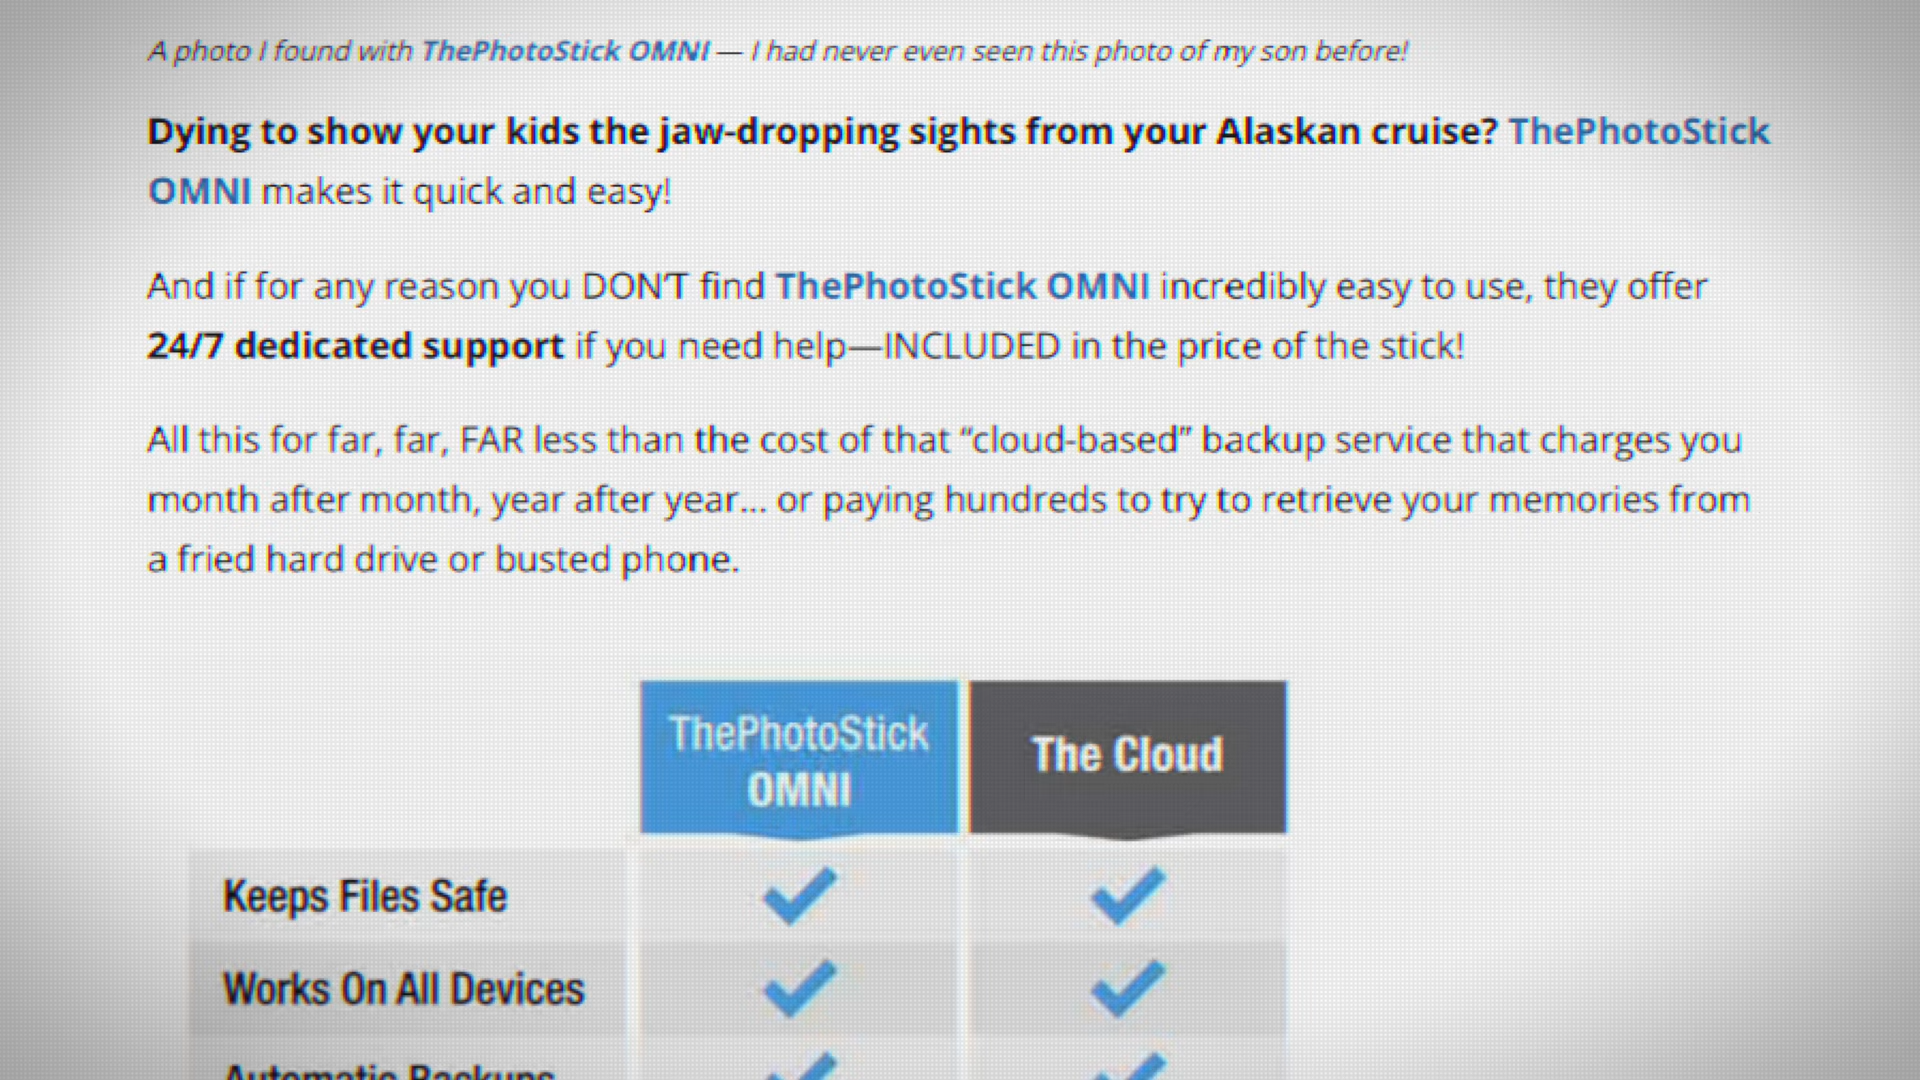 A photo I found with ThePhotoStick OMNI — I had never even seen this photo of my son before!
Dying to show your kids the jaw-dropping sights from your Alaskan cruise? ThePhotoStick
OMNI makes it quick and easy!
And if for any reason you DON'T find ThePhotoStick OMNI incredibly easy to use, they offer
24/7 dedicated support if you need help—INCLUDED in the price of the stick!
All this for far, far, FAR less than the cost of that “cloud-based” backup service that charges you
month after month, year after year... or paying hundreds to try to retrieve your memories from
a fried hard drive or busted phone.
ThePhotoStick
OMNI
The Cloud
Keeps Files Safe
Works On All Devices
Automatic Backups